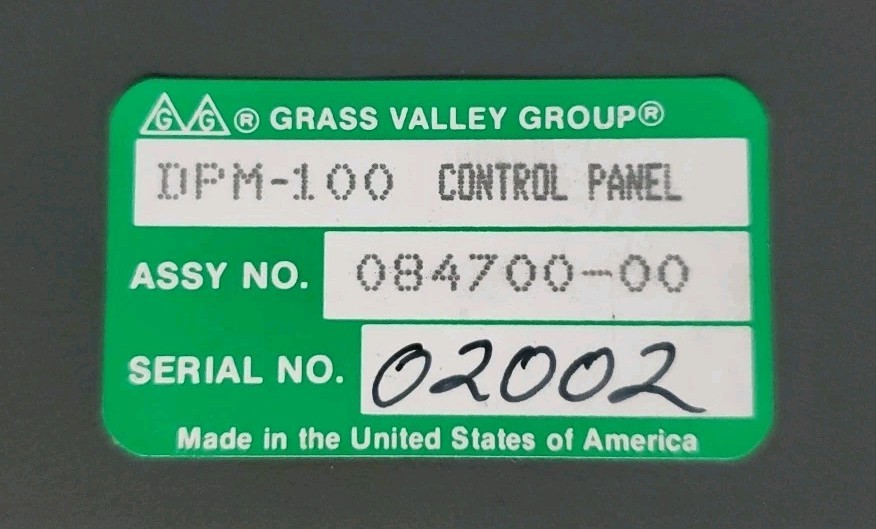 GG® GRASS VALLEY GROUP®
DPM-100 CONTROL PANEL
ASSY NO. 084700-00
SERIAL NO. 02002
Made in the United States of America